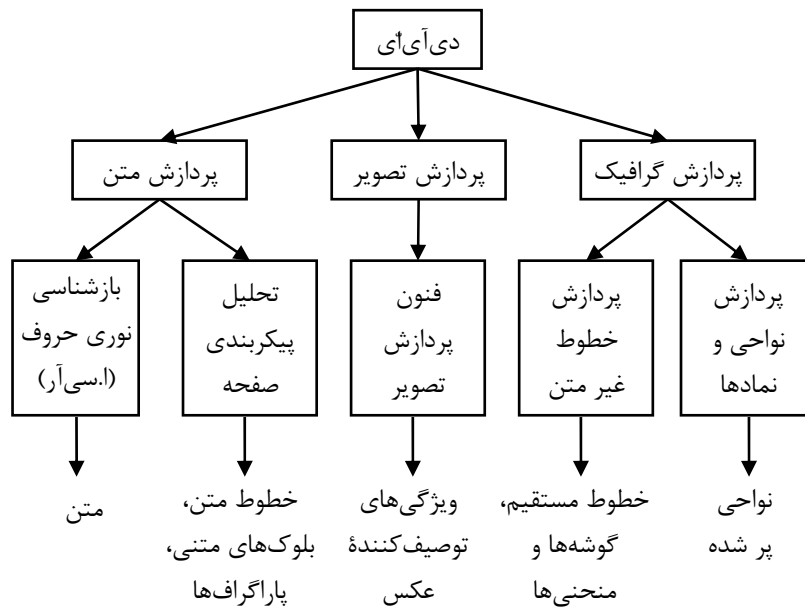 دی‌آی‌ای
پردازش گرافیک
پردازش تصویر
پردازش متن
پردازش
نواحی و
نمادها
پردازش
خطوط
غیر متن
فنون
پردازش
تصویر
تحلیل
پیکربندی
صفحه
بازشناسی
نوری حروف
(ا.سی‌آر)
نواحی
پر شده
خطوط مستقیم،
گوشه‌ها و
منحنی‌ها
ویژگی‌های
توصیف‌کنندهٔ
عکس
خطوط متن،
بلوک‌های متنی،
پاراگراف‌ها
متن